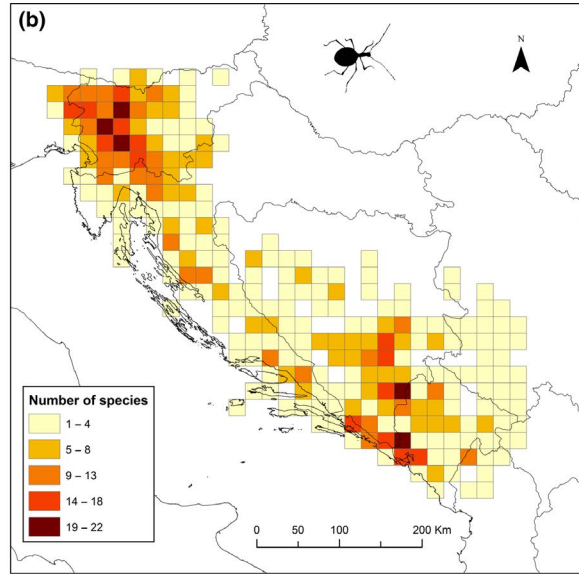 (b)
N
Number of species
1 – 4
5 – 8
9 – 13
14 – 18
19 – 22
0 50 100 200 Km